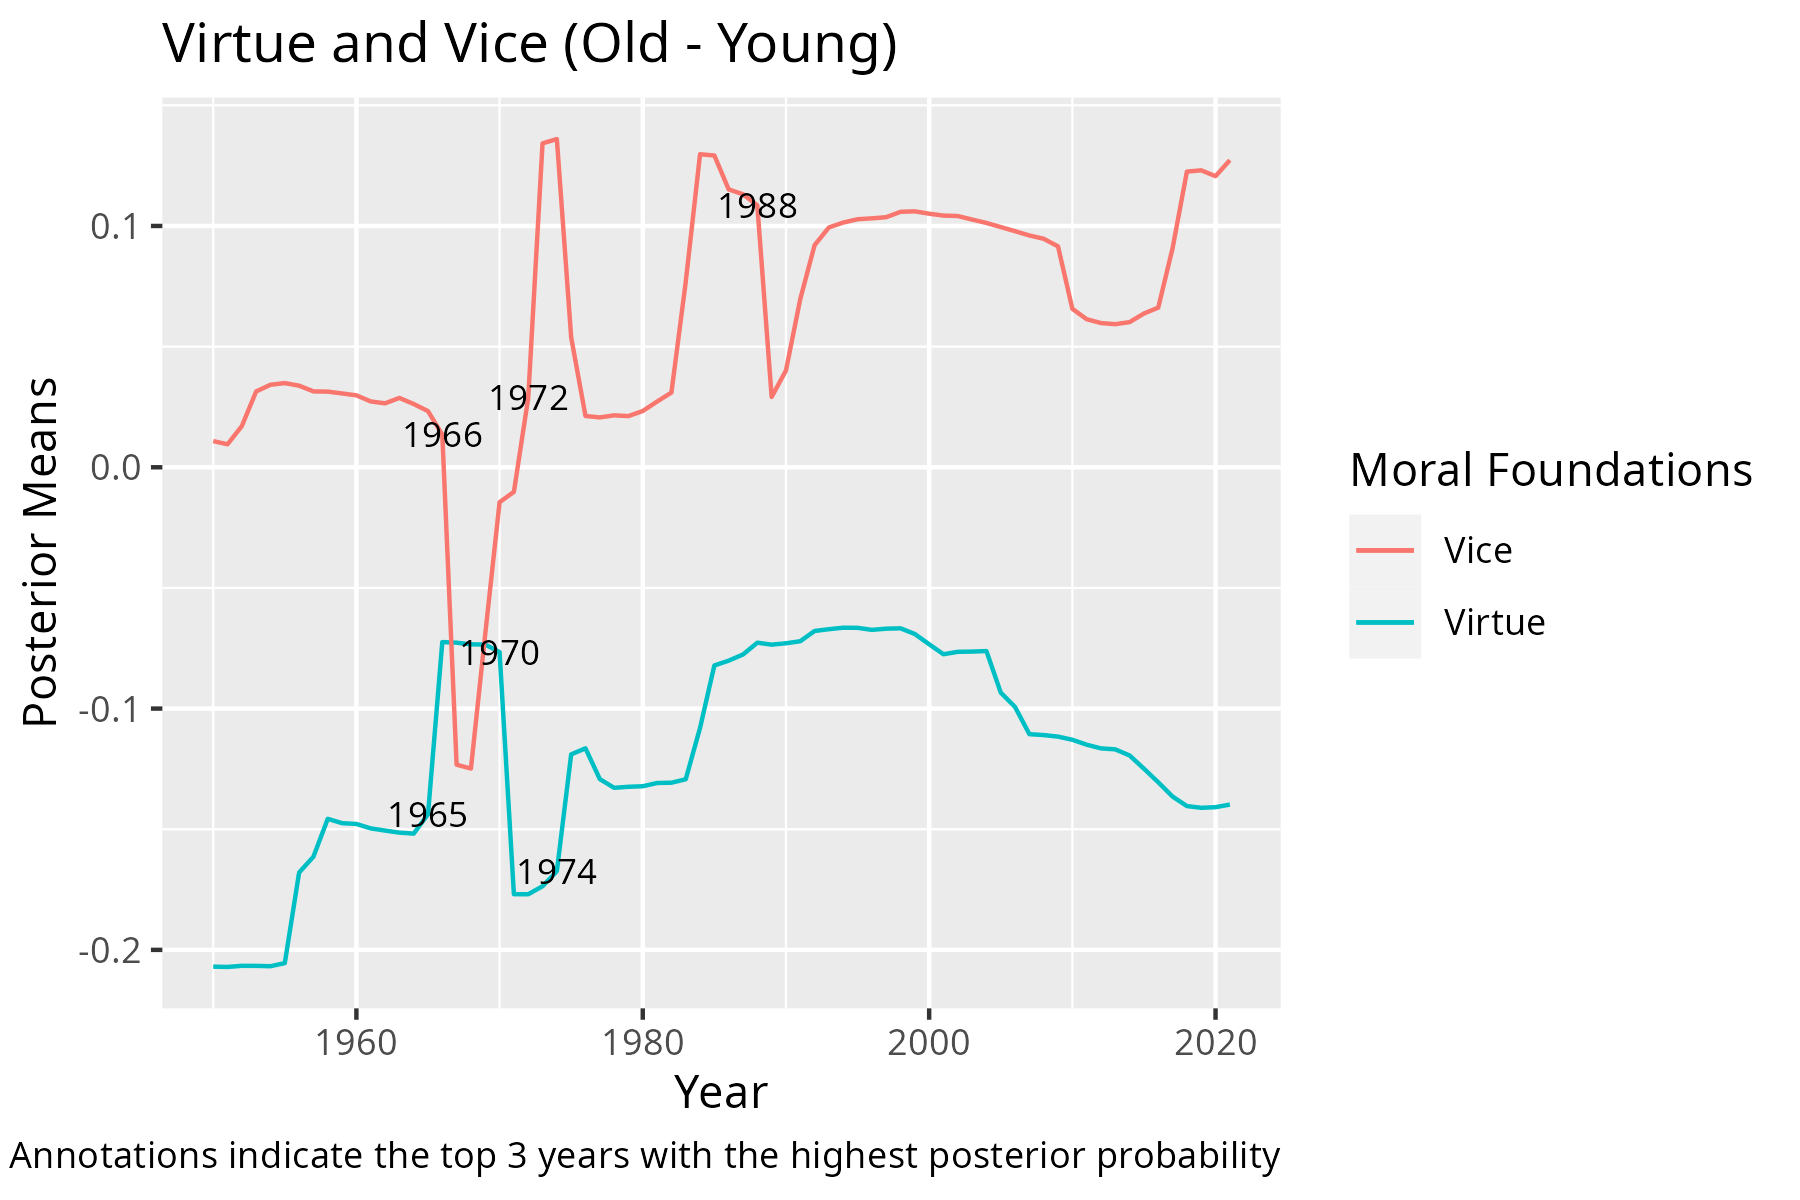 Virtue and Vice (Old - Young)
Posterior Means
0.1
0.0
-0.1
-0.2
1988
1972
1966
1970
1965
1974
1960
1980
2000
2020
Year
Moral Foundations
Vice
Virtue
Annotations indicate the top 3 years with the highest posterior probability